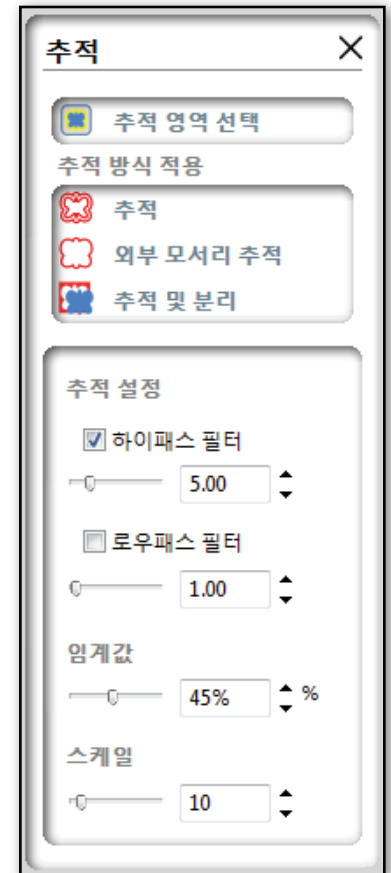 추적
추적 영역 선택
추적 방식 적용
추적
외부 모서리 추적
추적 및 분리
추적 설정
하이패스 필터
5.00
로우패스 필터
1.00
임계값
45% %
스케일
10